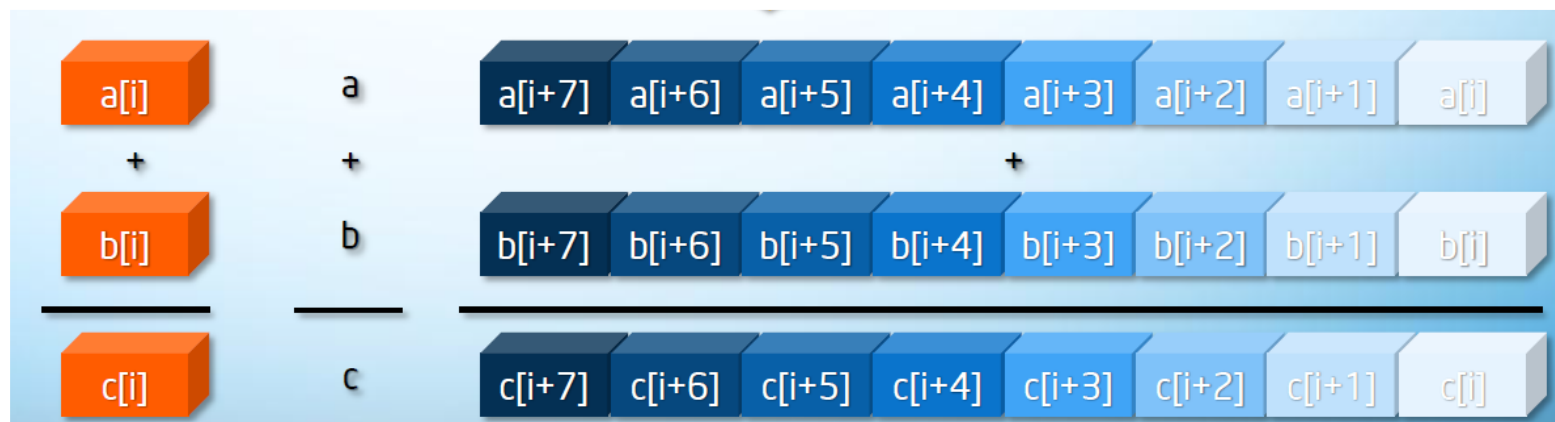 a[i] a a[i+7] a[i+6] a[i+5] a[i+4] a[i+3] a[i+2] a[i+1] a[i]
+ + +
b[i] b b[i+7] b[i+6] b[i+5] b[i+4] b[i+3] b[i+2] b[i+1] b[i]
c[i] c c[i+7] c[i+6] c[i+5] c[i+4] c[i+3] c[i+2] c[i+1] c[i]